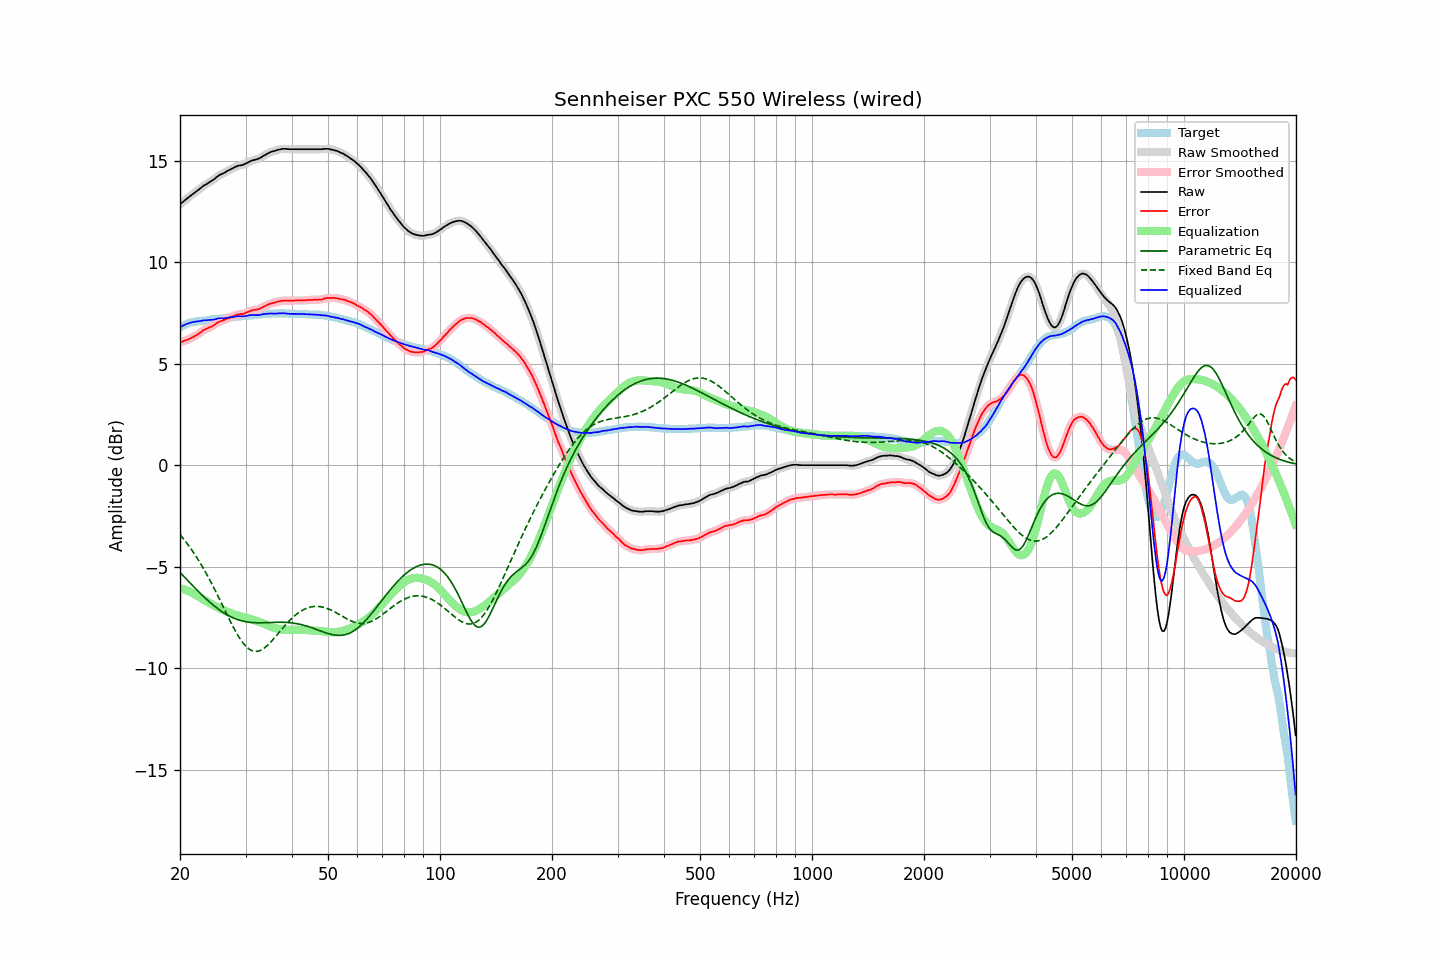 Sennheiser PXC 550 Wireless (wired)
Target
Raw Smoothed
Error Smoothed
Raw
Error
Equalization
Parametric Eq
Fixed Band Eq
Equalized
15
10
5
0
−5
−10
−15
Amplitude (dBr)
20
50
100
200
500
1000
2000
5000
10000
20000
Frequency (Hz)